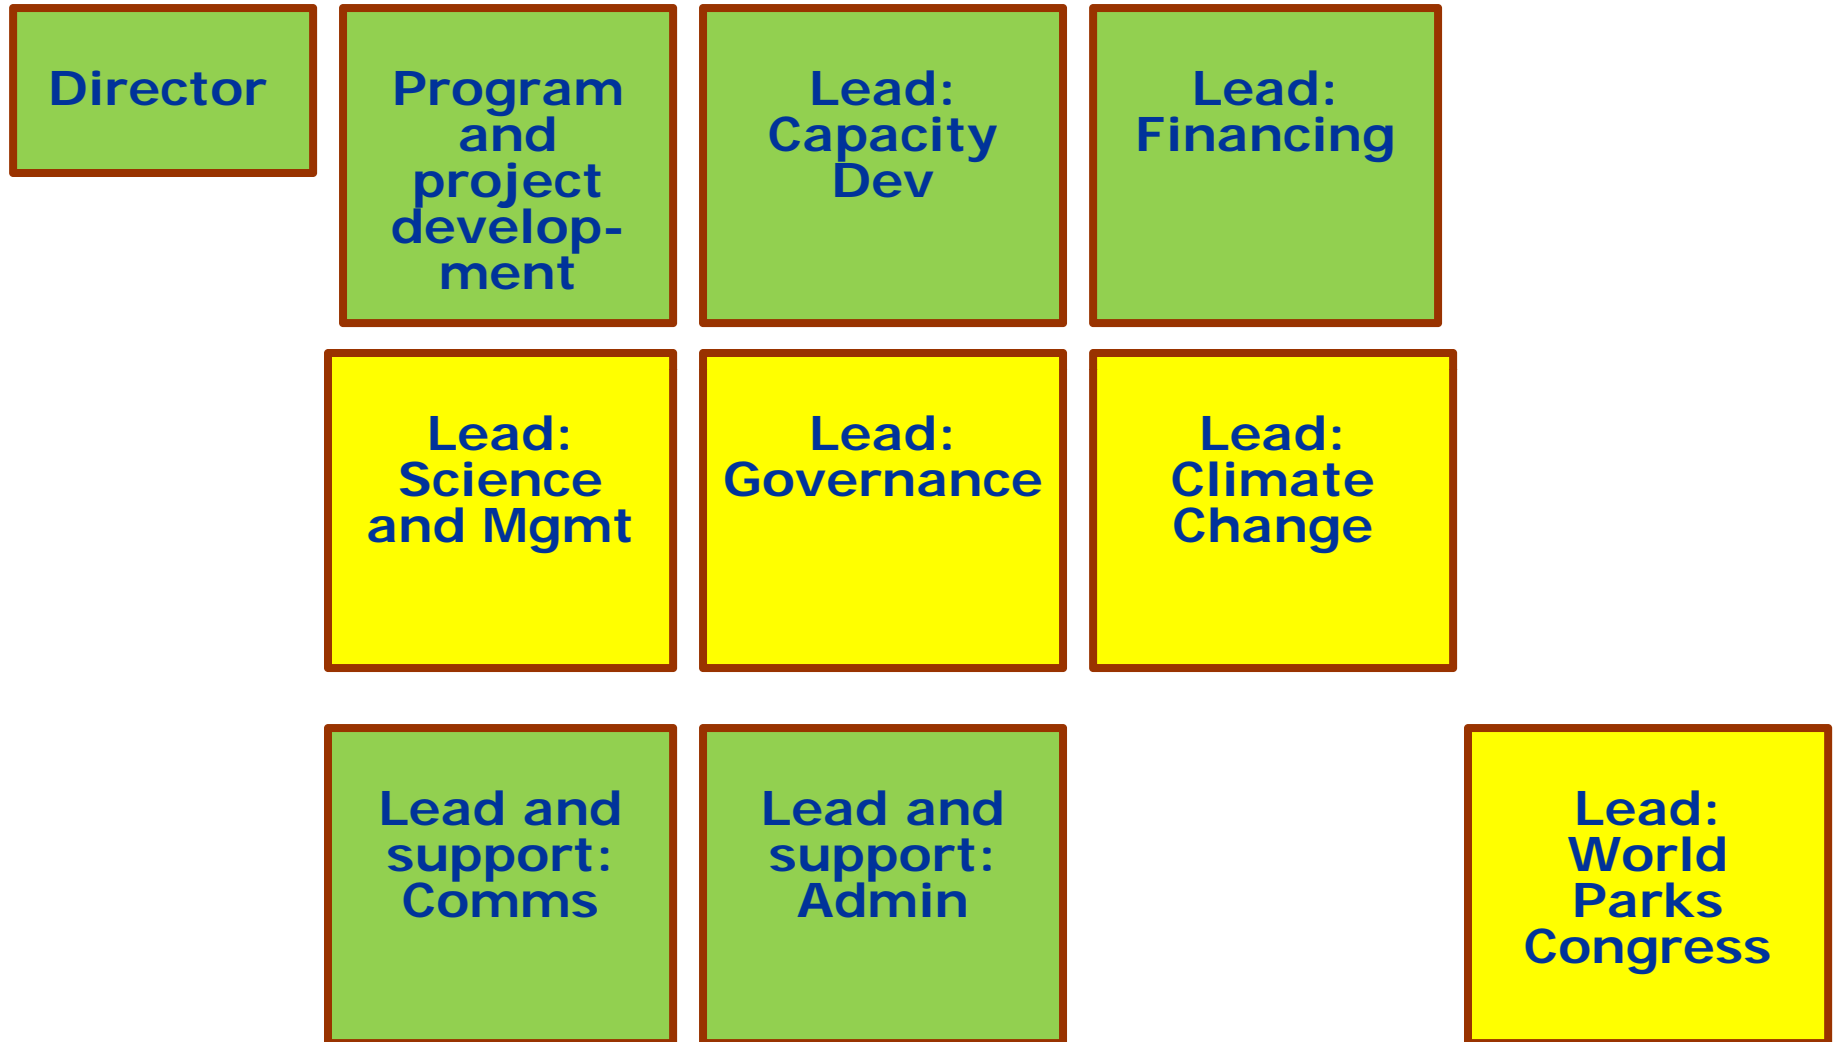 Director
Program
and
project
develop-
ment
Lead:
Capacity
Dev
Lead:
Financing
Lead:
Science
and Mgmt
Lead:
Governance
Lead:
Climate
Change
Lead and
support:
Comms
Lead and
support:
Admin
Lead:
World
Parks
Congress